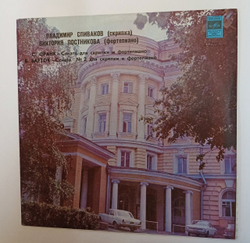 ВЛАДИМИР СПИВАКОВ (скрипка)
ВИКТОРИЯ ПОСТНИКОВА (фортепиано)
Соната для скрипки и фортепиано
Б. БАРТОК - Соната № 2 для скрипки и фортепиано